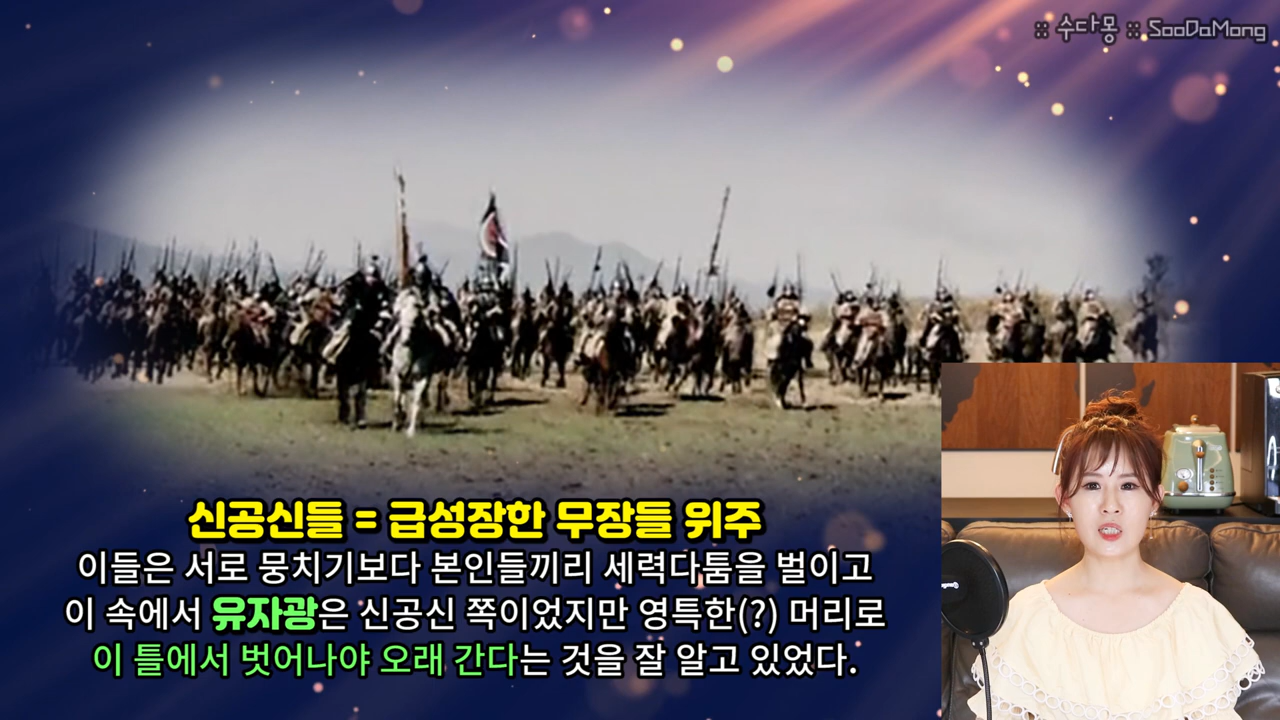 :: 수다몽 :: SooDaMong
신공신들 = 급성장한 무장들 위주
이들은 서로 뭉치기보다 본인들끼리 세력다툼을 벌이고
이 속에서 유자광은 신공신 쪽이었지만 영특한(?) 머리로
이 틀에서 벗어나야 오래 간다는 것을 잘 알고 있었다.